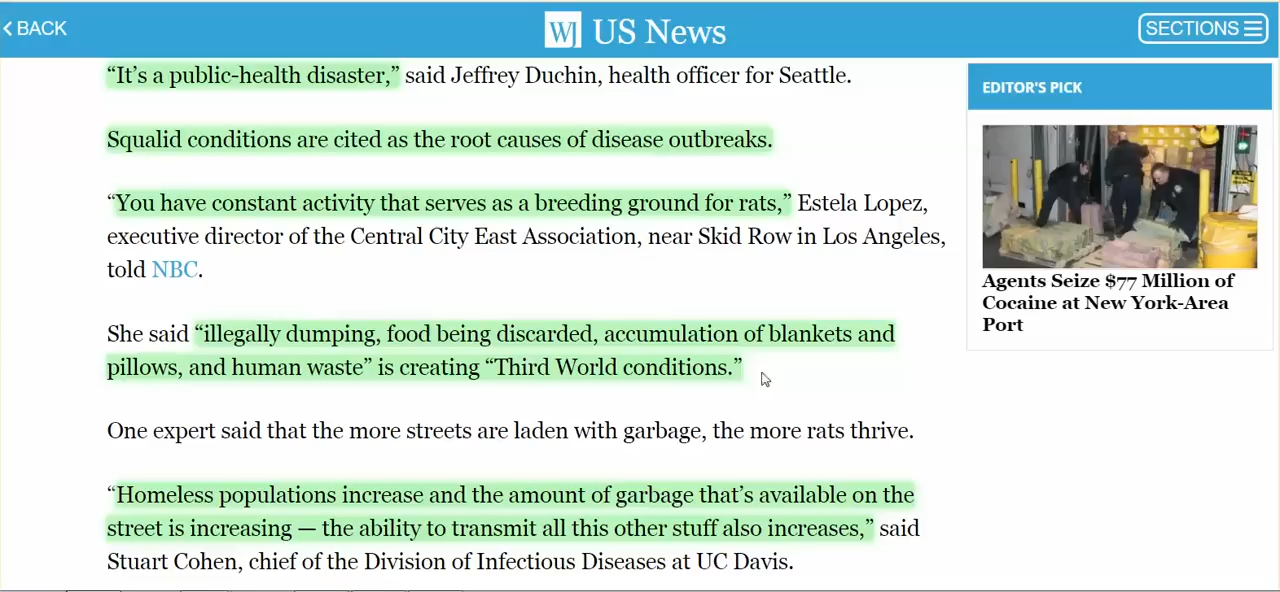 BACK
WJ US News
SECTIONS
“It’s a public-health disaster,” said Jeffrey Duchin, health officer for Seattle.
Squalid conditions are cited as the root causes of disease outbreaks.
“You have constant activity that serves as a breeding ground for rats,” Estela Lopez,
executive director of the Central City East Association, near Skid Row in Los Angeles,
told NBC.
She said “illegally dumping, food being discarded, accumulation of blankets and
pillows, and human waste” is creating “Third World conditions.”
One expert said that the more streets are laden with garbage, the more rats thrive.
“Homeless populations increase and the amount of garbage that’s available on the
street is increasing — the ability to transmit all this other stuff also increases,” said
Stuart Cohen, chief of the Division of Infectious Diseases at UC Davis.
EDITOR'S PICK
Agents Seize $77 Million of
Cocaine at New York-Area
Port